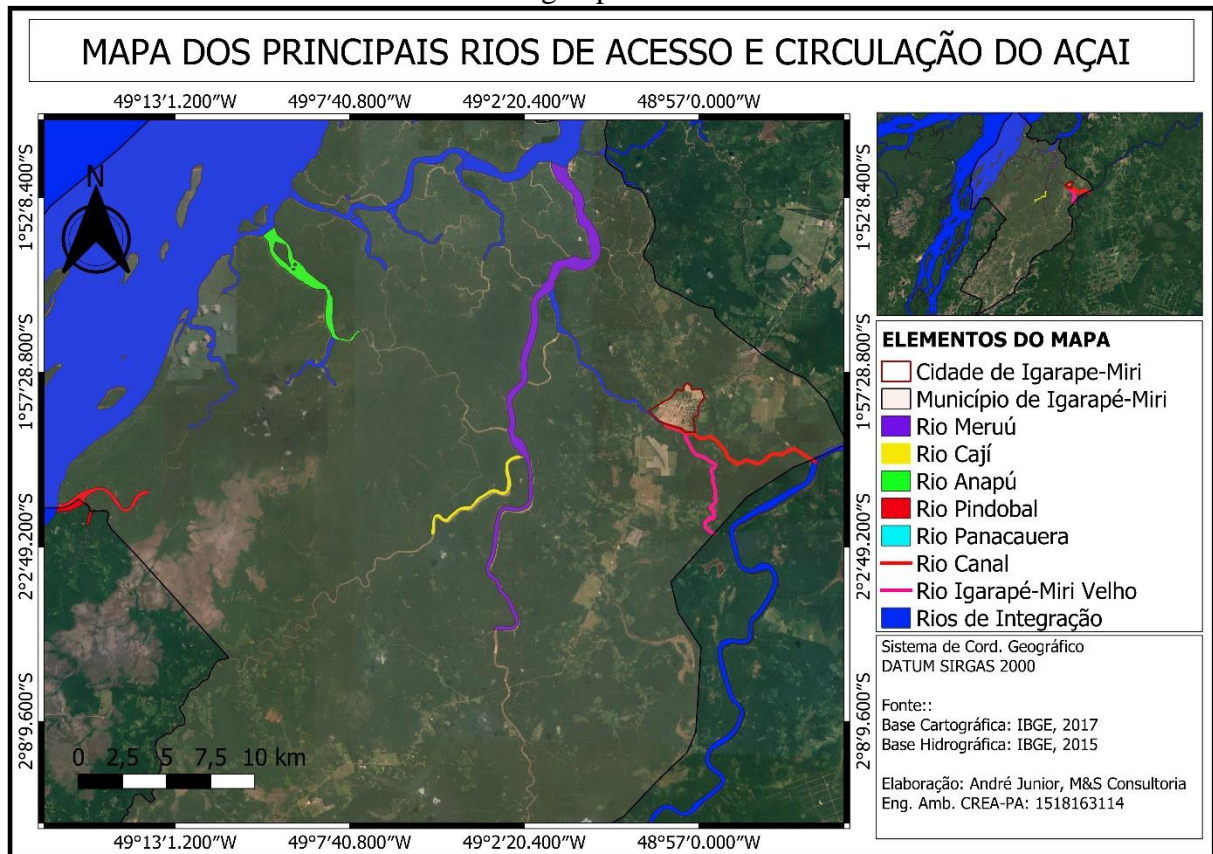 MAPA DOS PRINCIPAIS RIOS DE ACESSO E CIRCULAÇÃO DO AÇAI
49°13'1.200"W 49°7'40.800"W 49°2'20.400"W 48°57'0.000"W
1°52'8.400"S
1°57'28.800"S
2°2'49.200"S
2°8'9.600"S
N
0 2,5 5 7,5 10 km
1°52'8.400"S
1°57'28.800"S
2°2'49.200"S
2°8'9.600"S
49°13'1.200"W 49°7'40.800"W 49°2'20.400"W 48°57'0.000"W
ELEMENTOS DO MAPA
Cidade de Igarape-Miri
Município de Igarapé-Miri
Rio Meruú
Rio Cají
Rio Anapú
Rio Pindobal
Rio Panacauera
Rio Canal
Rio Igarapé-Miri Velho
Rios de Integração
Sistema de Cord. Geográfico
DATUM SIRGAS 2000
Fonte::
Base Cartográfica: IBGE, 2017
Base Hidrográfica: IBGE, 2015
Elaboração: André Junior, M&S Consultoria
Eng. Amb. CREA-PA: 1518163114